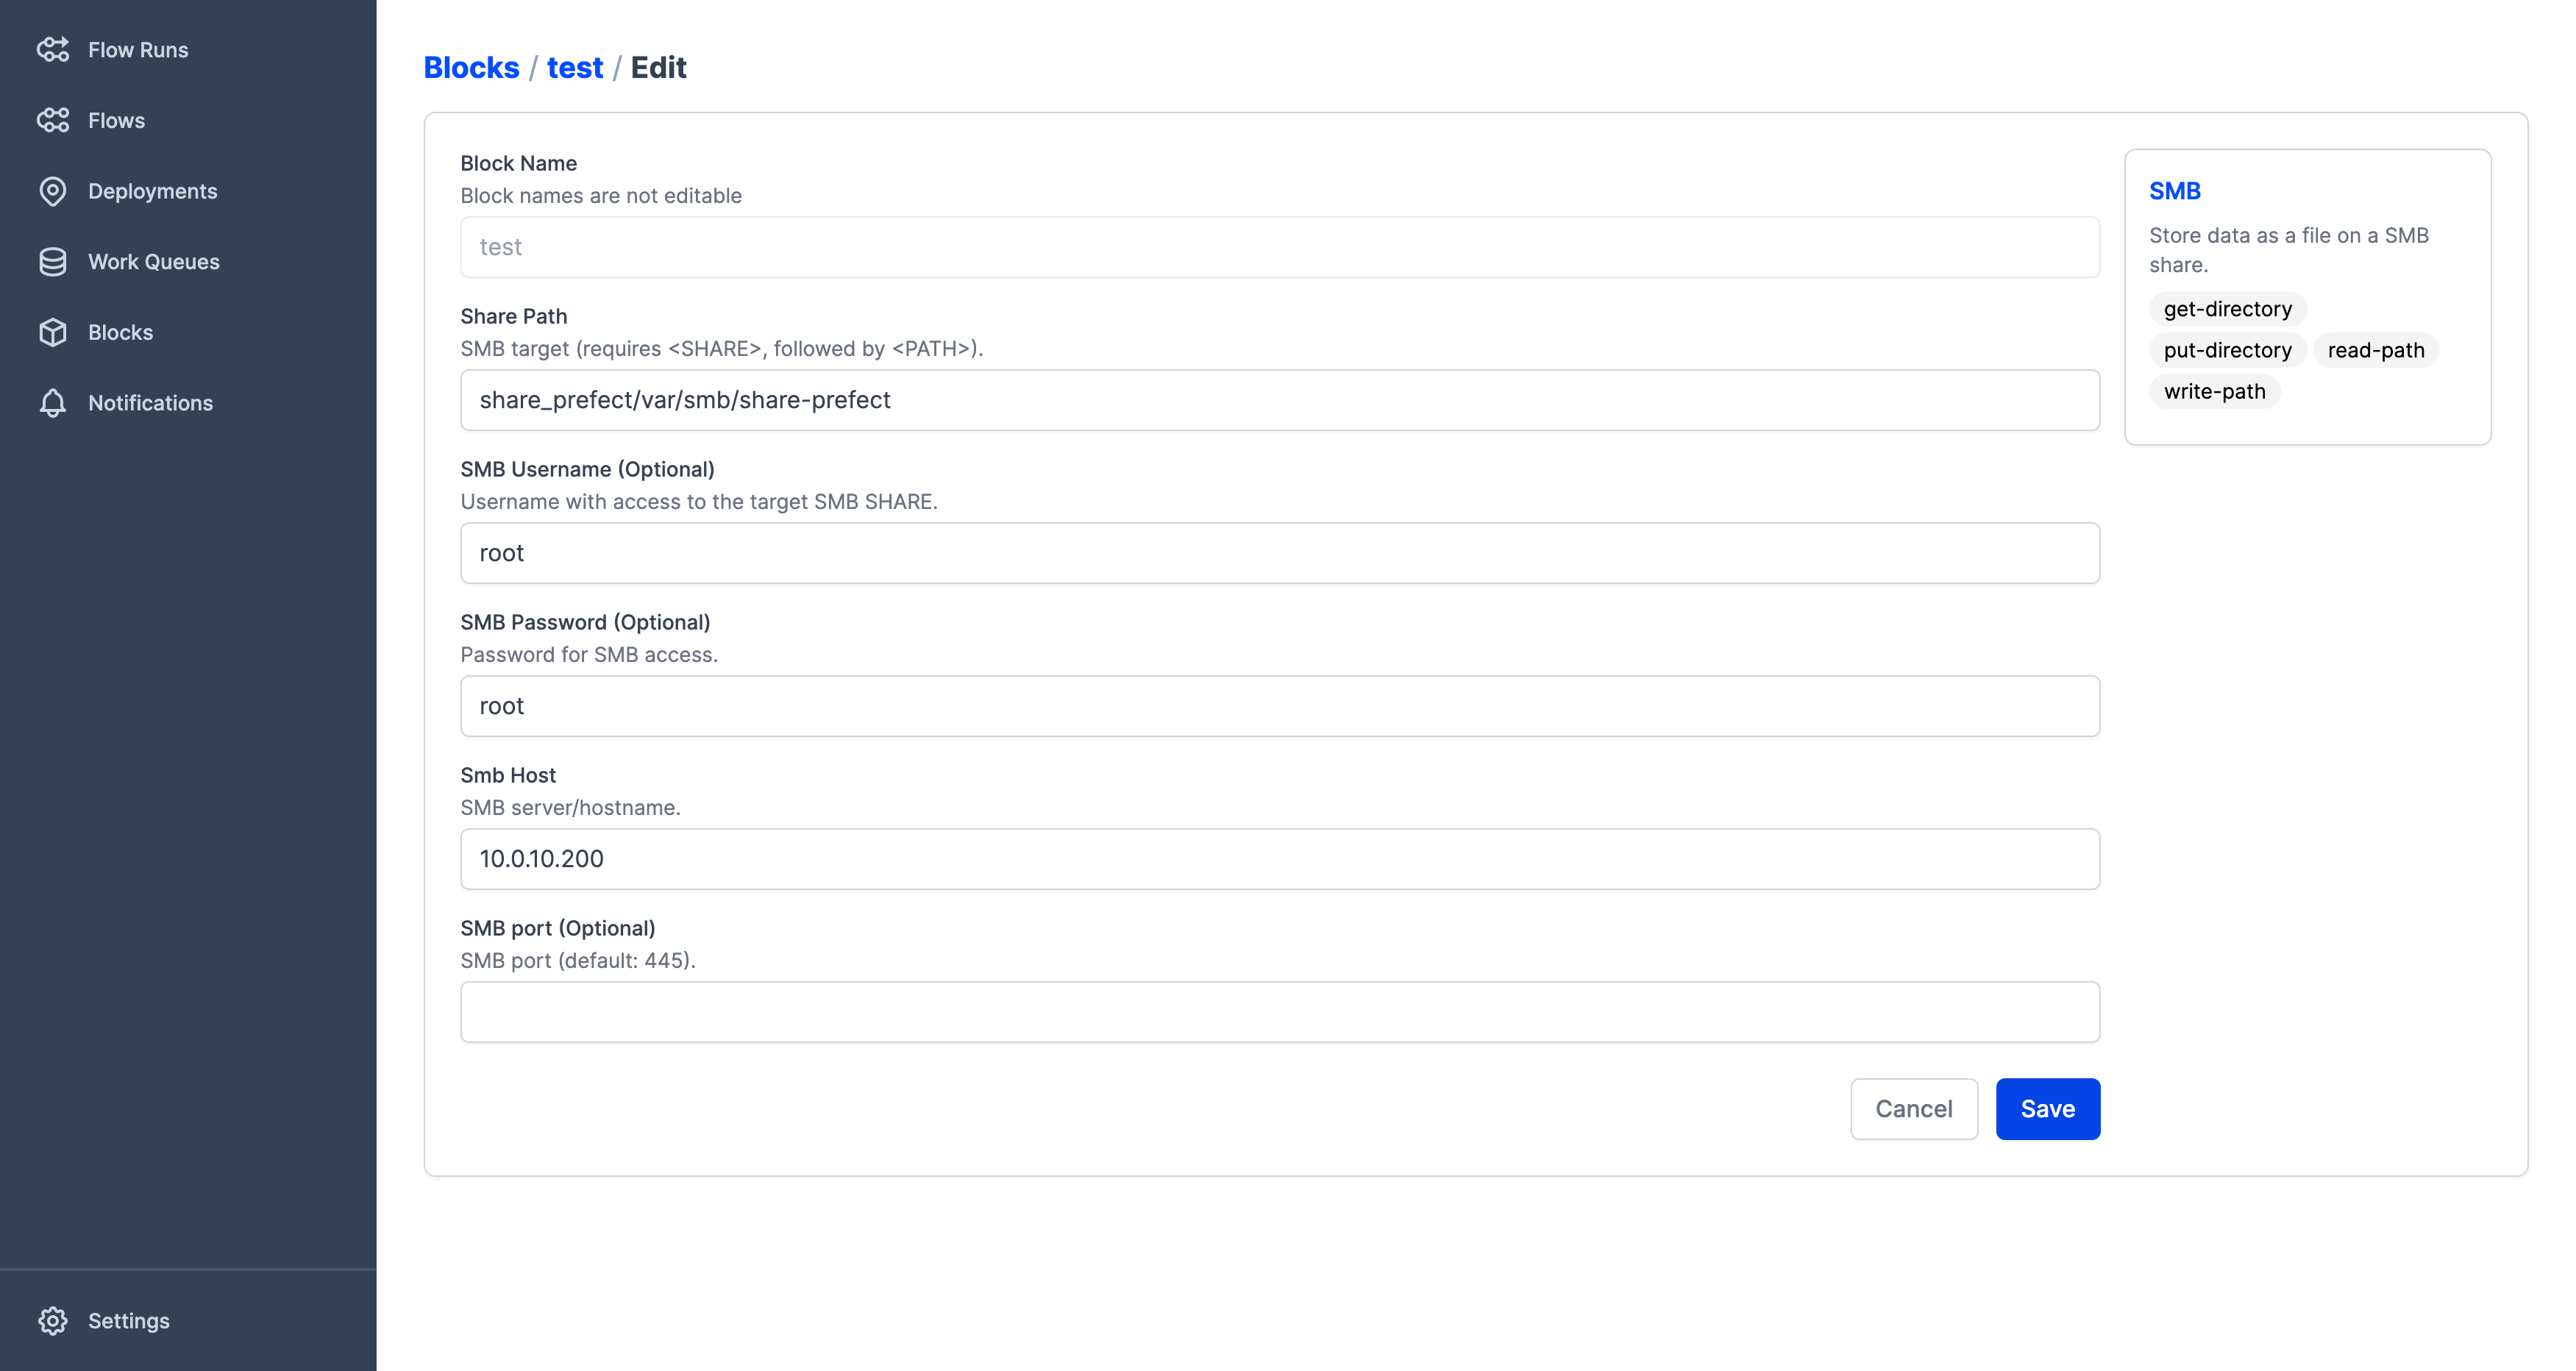 Flow Runs
Flows
Deployments
Work Queues
Blocks
Notifications
Settings
Blocks / test / Edit
Block Name
Block names are not editable
test
Share Path
SMB target (requires <SHARE>, followed by <PATH>).
share_prefect/var/smb/share-prefect
SMB Username (Optional)
Username with access to the target SMB SHARE.
root
SMB Password (Optional)
Password for SMB access.
root
Smb Host
SMB server/hostname.
10.0.10.200
SMB port (Optional)
SMB port (default: 445).
Cancel Save
SMB
Store data as a file on a SMB
share.
get-directory
put-directory read-path
write-path